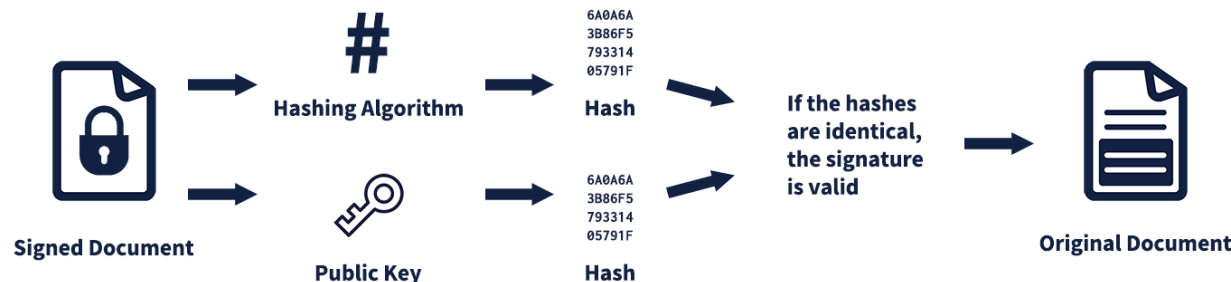 6A0A6A
3B86F5
793314
05791F
Hashing Algorithm
Hash
If the hashes
are identical,
the signature
is valid
6A0A6A
3B86F5
793314
05791F
Signed Document
Public Key
Hash
Original Document